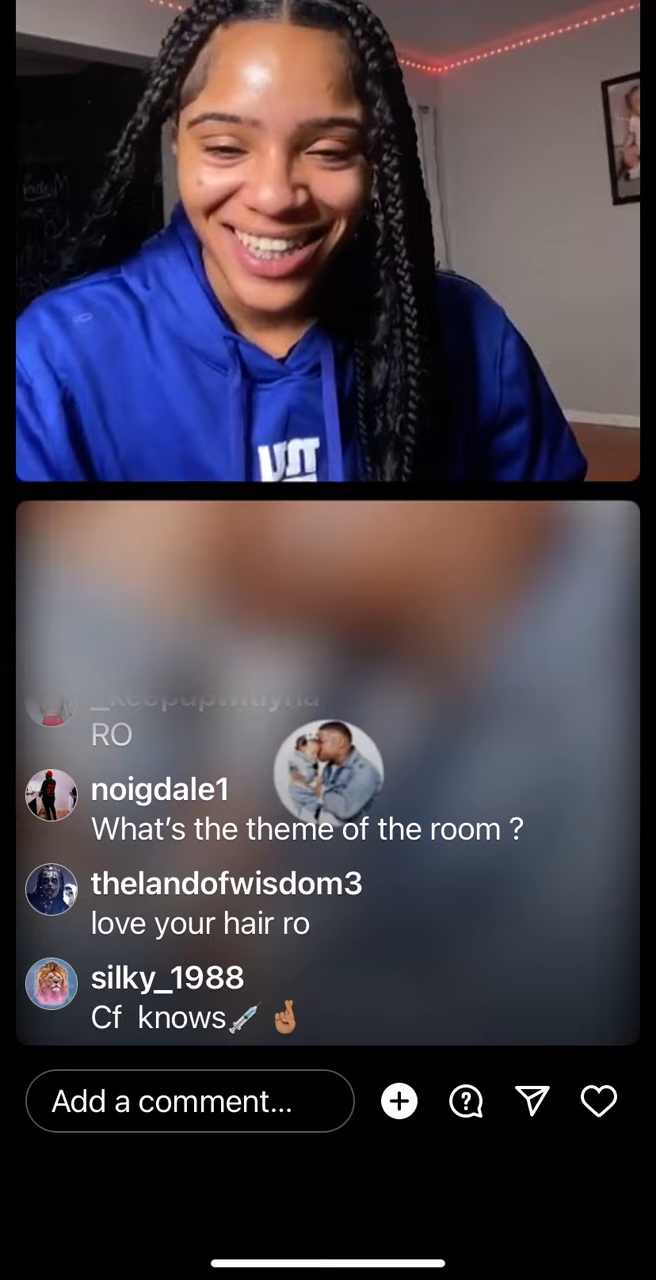 RO
noigdale1
What’s the theme of the room ?
thelandofwisdom3
love your hair ro
silky_1988
Cf knows💉 🤞🏽
Add a comment...